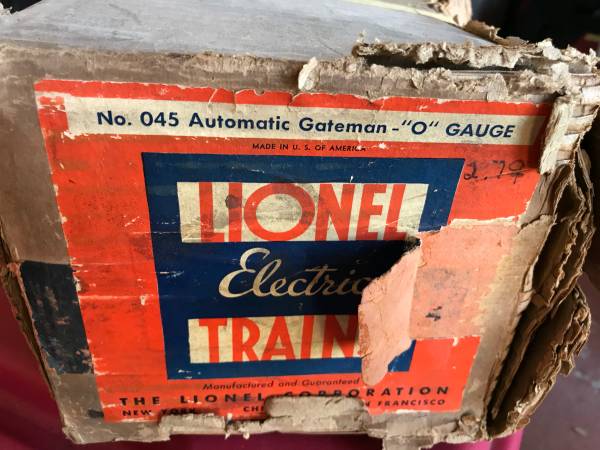 No. 045 Automatic Gateman - "O" GAUGE
MADE IN U. S. OF AMERICA
2.79
LIONEL
Electric
TRAINS
Manufactured and Guaranteed
THE LIONEL CORPORATION
NEW YORK FRANCISCO